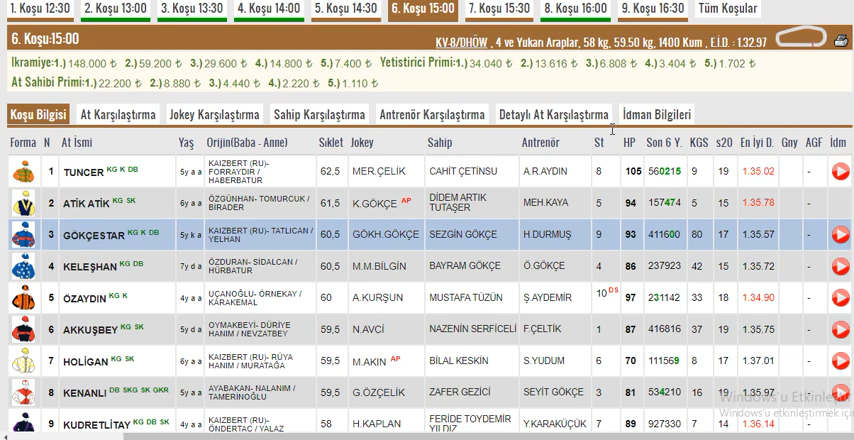 1. Koşu 12:30 2. Koşu 13:00 3. Koşu 13:30 4. Koşu 14:00 5. Koşu 14:30 6. Koşu 15:00 7. Koşu 15:30 8. Koşu 16:00 9. Koşu 16:30 Tüm Koşular
6. Koşu:15:00 KV-8/DHÖW , 4 ve Yukarı Araplar, 58 kg, 59.50 kg, 1400 Kum , E.İ.D. : 1.32.97
Ikramiye:1.) 148.000 ₺ 2.) 59.200 ₺ 3.) 29.600 ₺ 4.) 14.800 ₺ 5.) 7.400 ₺ Yetistirici Primi:1.) 34.040 ₺ 2.) 13.616 ₺ 3.) 6.808 ₺ 4.) 3.404 ₺ 5.) 1.702 ₺
At Sahibi Primi:1.) 22.200 ₺ 2.) 8.880 ₺ 3.) 4.440 ₺ 4.) 2.220 ₺ 5.) 1.110 ₺
Koşu Bilgisi At Karşılaştırma Jokey Karşılaştırma Sahip Karşılaştırma Antrenör Karşılaştırma Detaylı At Karşılaştırma İdman Bilgileri
Forma N At İsmi Yaş Orijin(Baba - Anne) Sıklet Jokey Sahip Antrenör St HP Son 6 Y. KGS s20 En İyi D. Gny AGF İdm
1 TUNCER KG K DB 5y a a KAIZBERT (RU)- FORRAYDIR / HABERBATUR 62,5 MER.ÇELİK CAHİT ÇETİNSU A.R.AYDIN 8 105 560215 9 19 1.35.02 -
2 ATİK ATİK KG SK 6y a a ÖZGÜNHAN- TOMURCUK / BİRADER 61,5 K.GÖKÇE AP DİDEM ARTIK TUTAŞER MEH.KAYA 5 94 157474 5 15 1.35.78 -
3 GÖKÇESTAR KG K DB 5y k a KAIZBERT (RU)- TATLICAN / YELHAN 60,5 GÖKH.GÖKÇE SEZGİN GÖKÇE H.DURMUŞ 9 93 411600 80 17 1.35.57 -
4 KELEŞHAN KG DB 7y d a ÖZDURAN- SİDALCAN / HÜRBATUR 60,5 M.M.BİLGİN BAYRAM GÖKÇE Ö.GÖKÇE 4 86 237923 42 15 1.35.72 -
5 ÖZAYDIN KG K 4y a a UÇANOĞLU- ÖRNEKAY / KARAKEMAL 60 A.KURŞUN MUSTAFA TÜZÜN Ş.AYDEMİR 10 DS 97 231142 33 18 1.34.90 -
6 AKKUŞBEY KG SK 5y d a OYMAKBEYİ- DÜRİYE HANIM / NEVZATBEY 59,5 N.AVCİ NAZENİN SERFİCELİ F.ÇELTİK 1 87 416816 37 19 1.35.75 -
7 HOLİGAN KG SK 6y a a KAIZBERT (RU)- RÜYA HANIM / MURATAĞA 59,5 M.AKIN AP BİLAL KESKİN S.YUDUM 6 70 111569 8 17 1.37.01 -
8 KENANLI DB SKG SK GKR 5y a a AYABAKAN- NALANIM / TAMERİNOĞLU 59,5 G.ÖZÇELİK ZAFER GEZİCİ SEYİT GÖKÇE 3 81 534210 16 19 1.35.97 -
Windows'u Etkinleştir
9 KUDRETLİTAY KG DB SK 4y a a KAIZBERT (RU)- ÖNDERTAÇ / YALAZ 58 H.KAPLAN FERİDE TOYDEMİR YILDIZ Y.KARAYÜCÜK 7 89 927330 7 14 1.36.14 -
Windows'u etkinleştirmek için